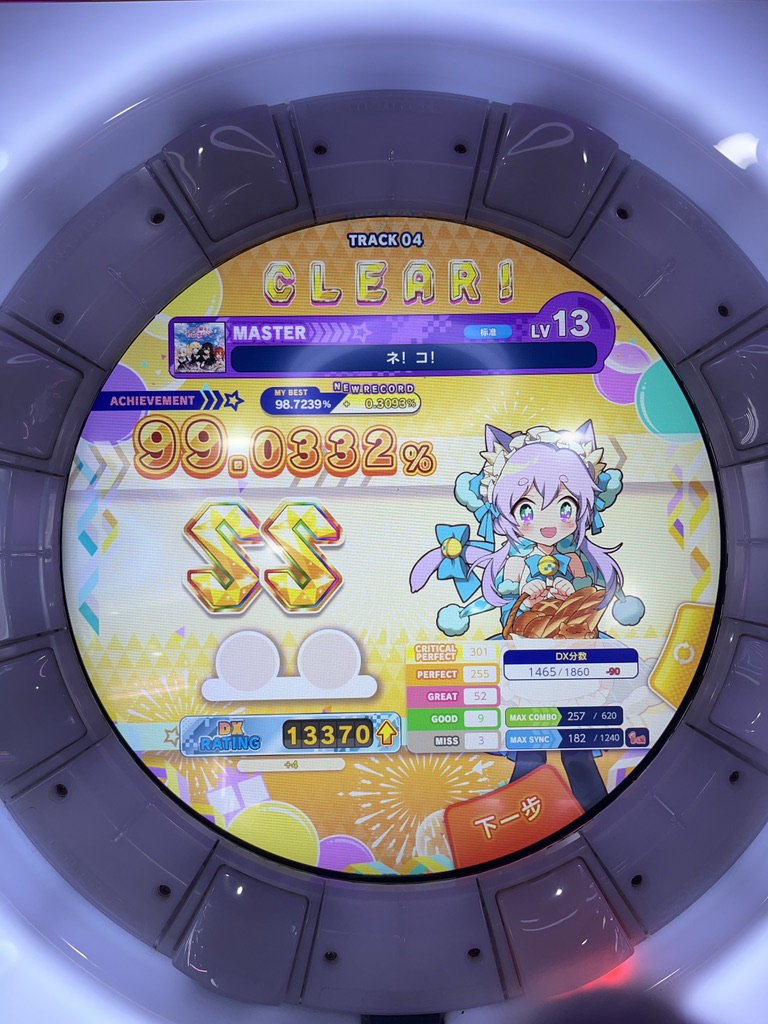 TRACK 04
CLEAR!
MASTER
标准
LV 13
ネ！コ！
ACHIEVEMENT
MY BEST
98.7239%
NEW RECORD
+ 0.3093%
99.0332%
SS
CRITICAL PERFECT 301
PERFECT 255
GREAT 52
GOOD 9
MISS 3
DX分数
1465/1860 -90
MAX COMBO 257 / 620
MAX SYNC 182 / 1240
DX RATING 13370
+4
下一步